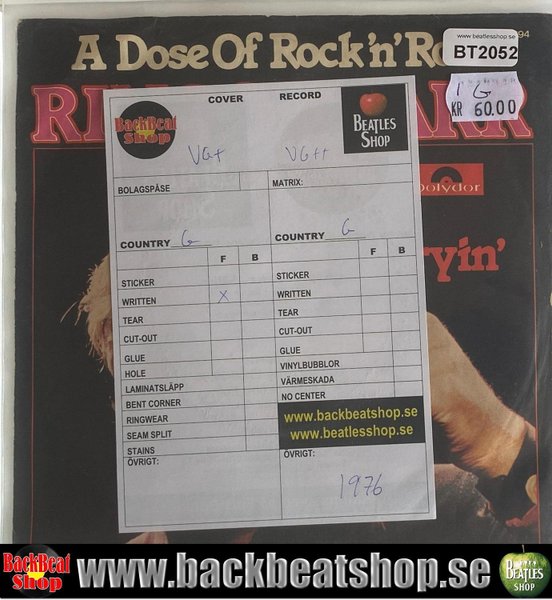 www.beatlesshop.se
94
A Dose Of Rock'n'Ro
BT2052
1 G
KR 60.00
COVER RECORD
BackBeat Shop
BEATLES SHOP
VG+ VG++
polydor
BOLAGSPÅSE MATRIX:
COUNTRY G COUNTRY G
F B F B
STICKER STICKER
WRITTEN X WRITTEN
TEAR TEAR
CUT-OUT CUT-OUT
GLUE GLUE
HOLE VINYLBUBBLOR
LAMINATSLÄPP VÄRMESKADA
BENT CORNER NO CENTER
RINGWEAR www.backbeatshop.se
SEAM SPLIT www.beatlesshop.se
STAINS
ÖVRIGT: ÖVRIGT:
1976
ryin'
BackBeat Shop www.backbeatshop.se BEATLES SHOP